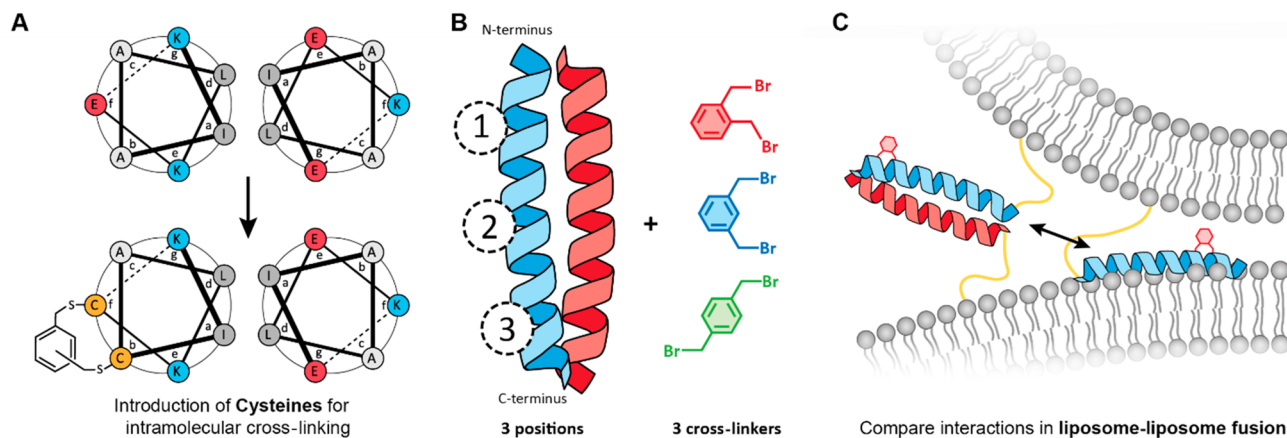 A
K
g
A
c
L
d
E
f
a
I
b
A
e
K
E
e
A
b
I
a
f
K
L
d
c
A
g
E
K
g
A
c
L
d
C
f
S
a
I
b
C
S
e
K
E
e
A
b
I
a
f
K
L
d
c
A
g
E
Introduction of Cysteines for
intramolecular cross-linking
B
N-terminus
1
2
3
C-terminus
3 positions
+
Br
Br
Br
Br
Br
Br
3 cross-linkers
C
Compare interactions in liposome-liposome fusion